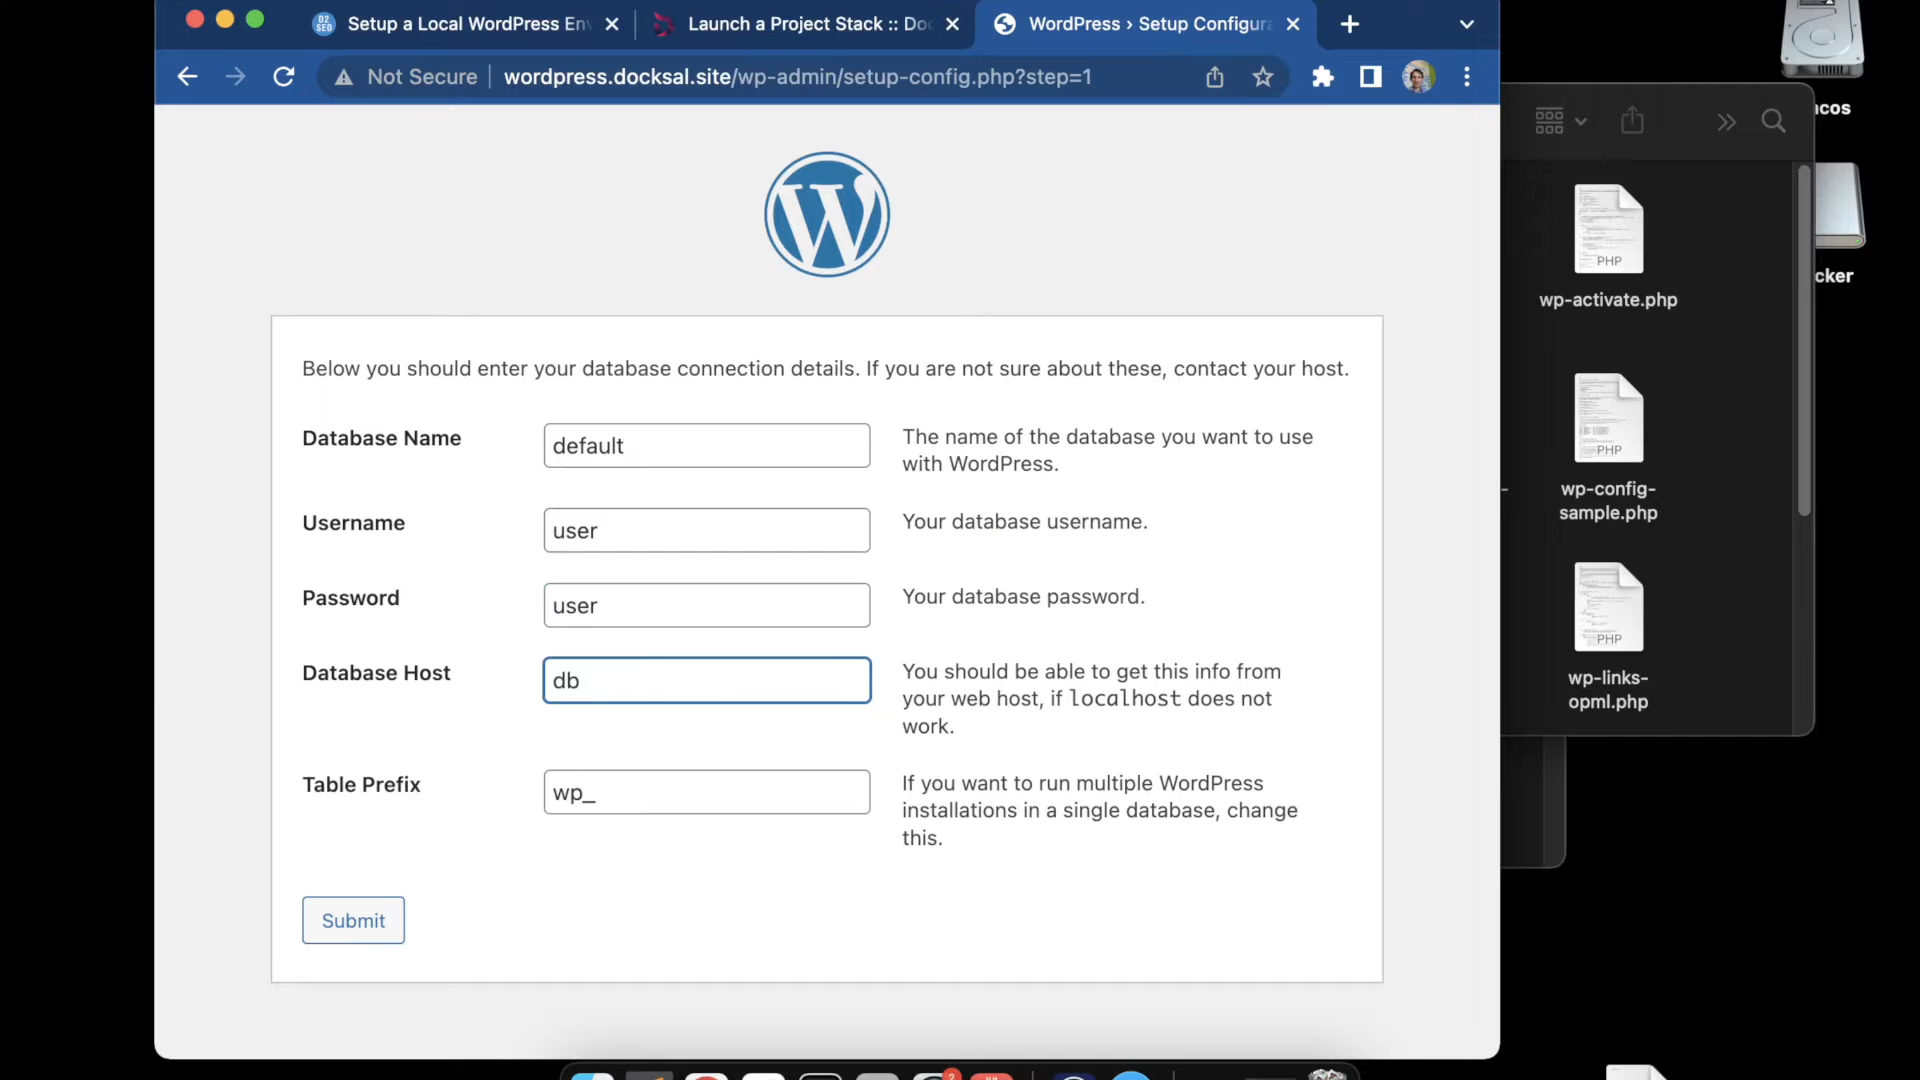 Setup a Local WordPress En
Launch a Project Stack :: Do
WordPress › Setup Configura
Not Secure
wordpress.docksal.site/wp-admin/setup-config.php?step=1
Below you should enter your database connection details. If you are not sure about these, contact your host.
Database Name
default
The name of the database you want to use
with WordPress.
Username
user
Your database username.
Password
user
Your database password.
Database Host
db
You should be able to get this info from
your web host, if localhost does not
work.
Table Prefix
wp_
If you want to run multiple WordPress
installations in a single database, change
this.
Submit
PHP
wp-activate.php
PHP
wp-config-
sample.php
PHP
wp-links-
opml.php
cos
cker
D2
SEO
2